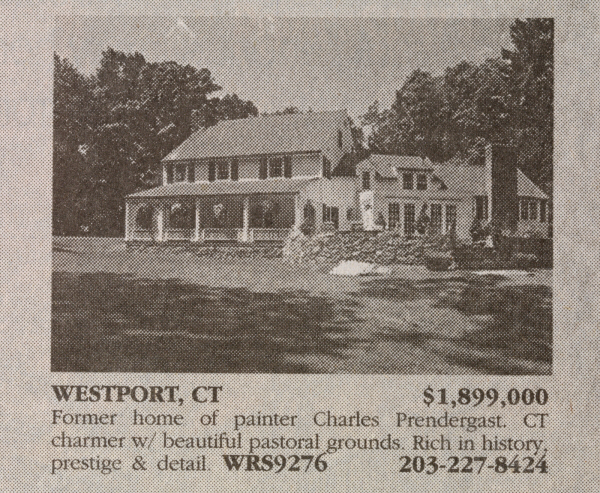 WESTPORT, CT $1,899,000
Former home of painter Charles Prendergast. CT
charmer w/ beautiful pastoral grounds. Rich in history,
prestige & detail. WRS9276 203-227-8424